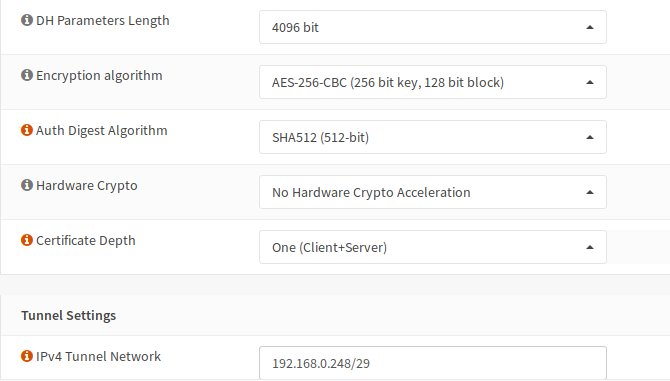 DH Parameters Length
4096 bit
Encryption algorithm
AES-256-CBC (256 bit key, 128 bit block)
Auth Digest Algorithm
SHA512 (512-bit)
Hardware Crypto
No Hardware Crypto Acceleration
Certificate Depth
One (Client+Server)
Tunnel Settings
IPv4 Tunnel Network
192.168.0.248/29